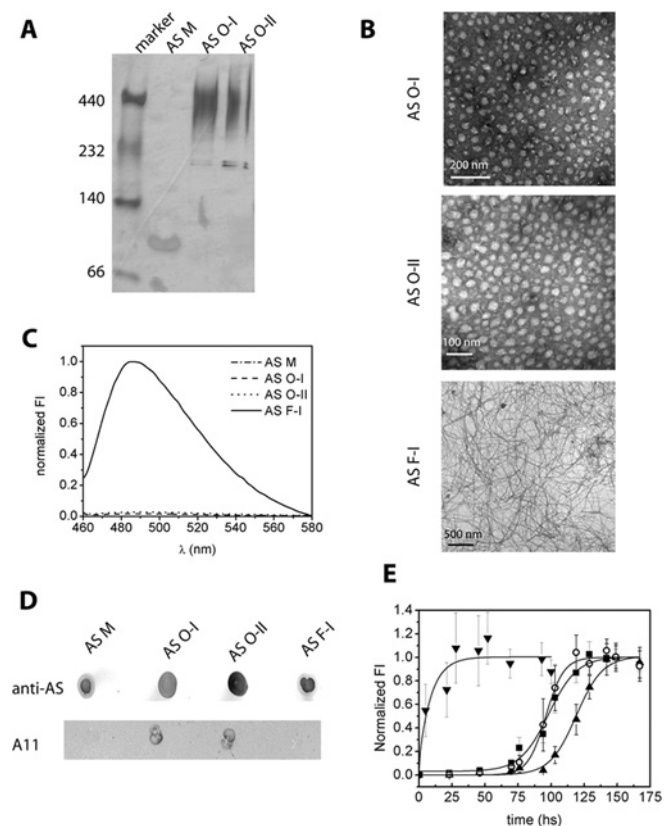 A
marker
AS M
AS O-I
AS O-II
440
232
140
66
B
AS O-I
200 nm
AS O-II
100 nm
AS F-I
500 nm
C
normalized FI
1.0
0.8
0.6
0.4
0.2
0.0
460 480 500 520 540 560 580
λ (nm)
AS M
AS O-I
AS O-II
AS F-I
D
AS M
AS O-I
AS O-II
AS F-I
anti-AS
A11
E
Normalized FI
1.4
1.2
1.0
0.8
0.6
0.4
0.2
0.0
0 25 50 75 100 125 150 175
time (hs)